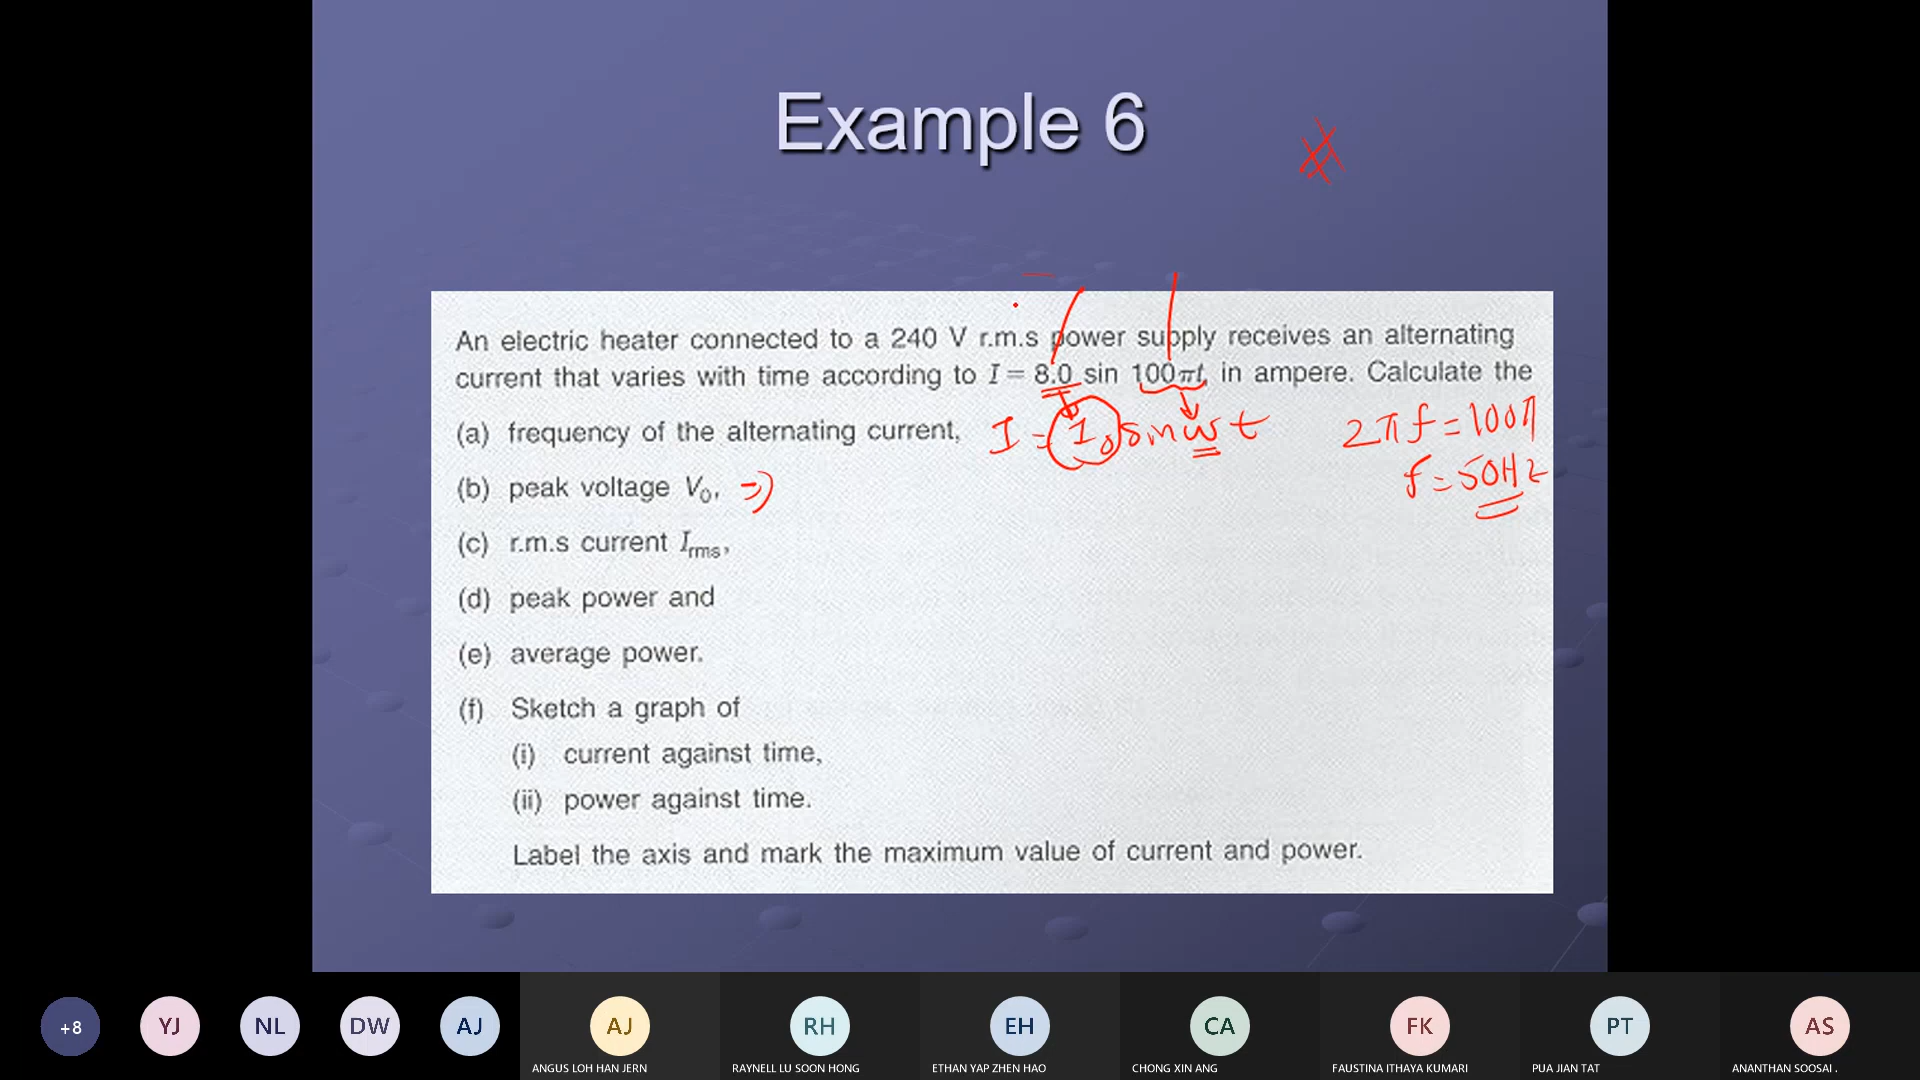 Example 6
An electric heater connected to a 240 V r.m.s power supply receives an alternating
current that varies with time according to I = 8.0 sin 100πt, in ampere. Calculate the
(a) frequency of the alternating current, I = I₀ sin ωt 2πf = 100π
f = 50Hz
(b) peak voltage V₀, =>
(c) r.m.s current Iᵣₘₛ,
(d) peak power and
(e) average power.
(f) Sketch a graph of
(i) current against time,
(ii) power against time.
Label the axis and mark the maximum value of current and power.
+8 YJ NL DW AJ AJ RH EH CA FK PT AS
ANGUS LOH HAN JERN RAYNELL LU SOON HONG ETHAN YAP ZHEN HAO CHONG XIN ANG FAUSTINA ITHAYA KUMARI PUA JIAN TAT ANANTHAN SOOSAI .